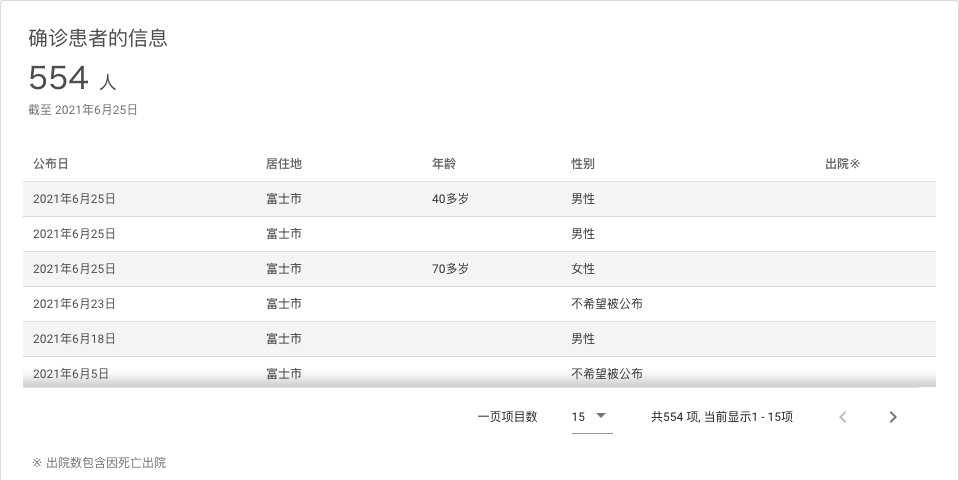 确诊患者的信息
554 人
截至 2021年6月25日
公布日 居住地 年龄 性别 出院※
2021年6月25日 富士市 40多岁 男性
2021年6月25日 富士市 男性
2021年6月25日 富士市 70多岁 女性
2021年6月23日 富士市 不希望被公布
2021年6月18日 富士市 男性
2021年6月5日 富士市 不希望被公布
一页项目数 15 共554 项, 当前显示1 - 15项
※ 出院数包含因死亡出院